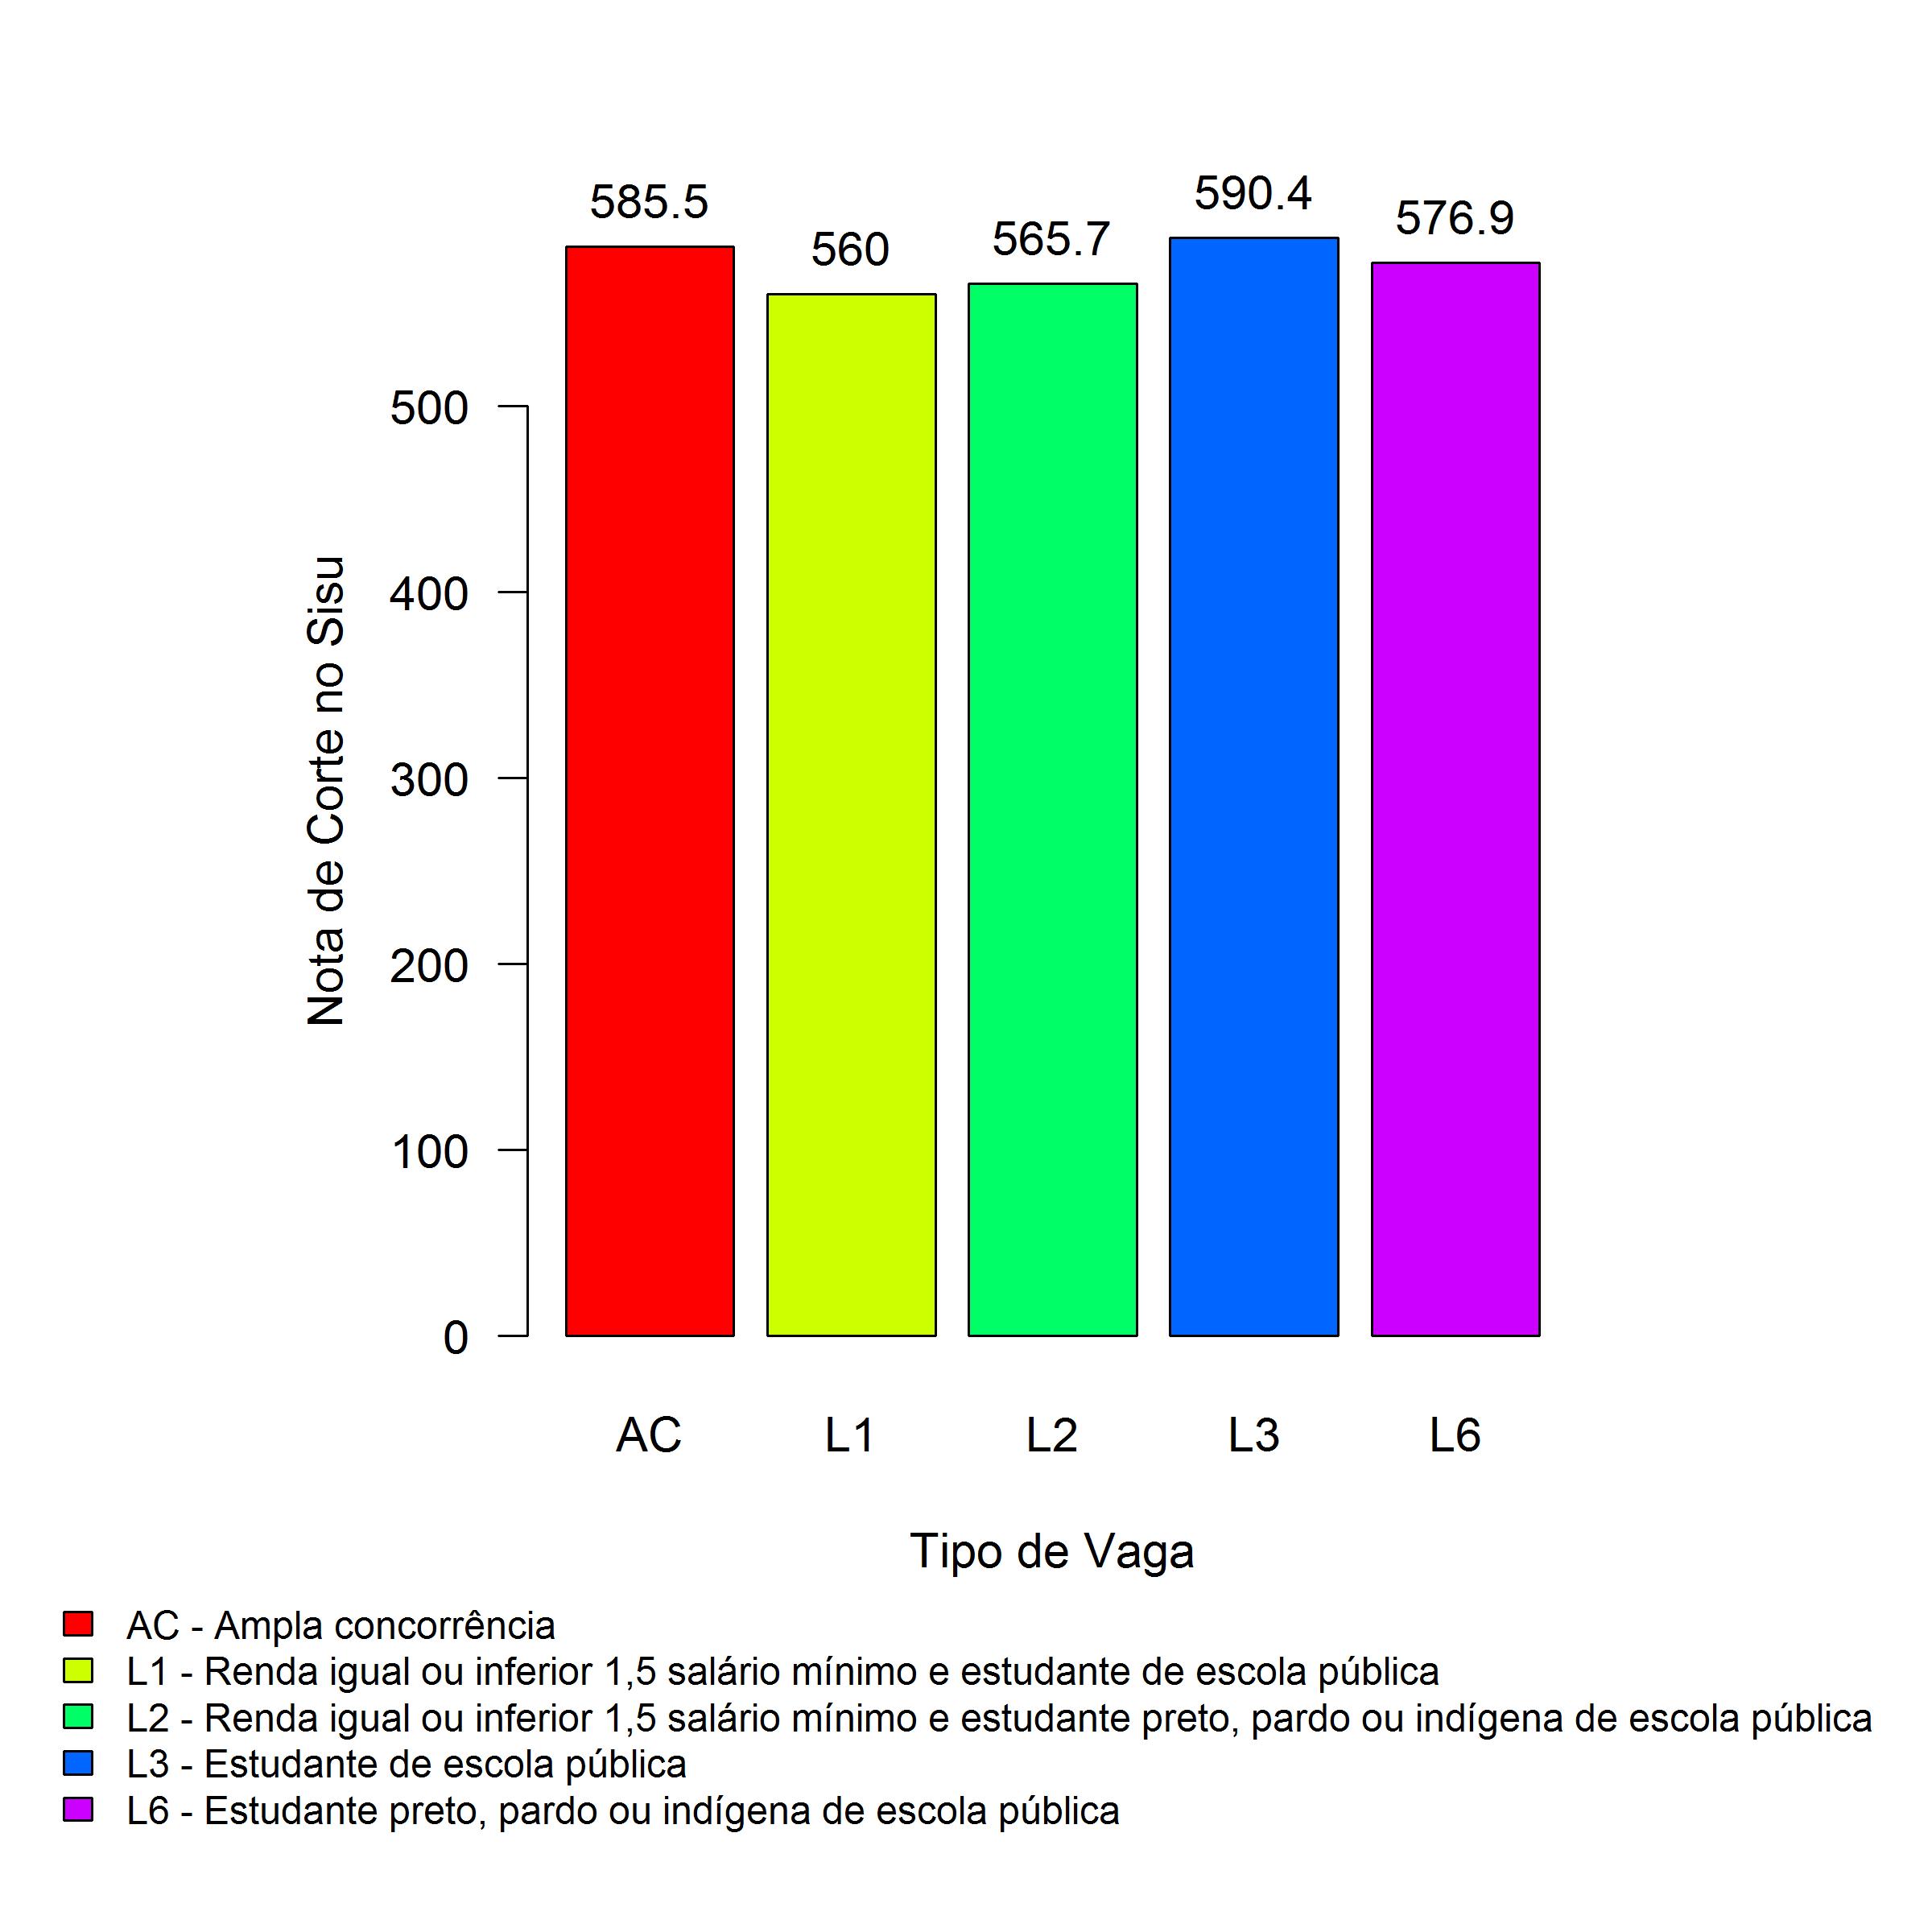 585.5
560
565.7
590.4
576.9
500
400
300
200
100
0
Nota de Corte no Sisu
AC
L1
L2
L3
L6
Tipo de Vaga
AC - Ampla concorrência
L1 - Renda igual ou inferior 1,5 salário mínimo e estudante de escola pública
L2 - Renda igual ou inferior 1,5 salário mínimo e estudante preto, pardo ou indígena de escola pública
L3 - Estudante de escola pública
L6 - Estudante preto, pardo ou indígena de escola pública